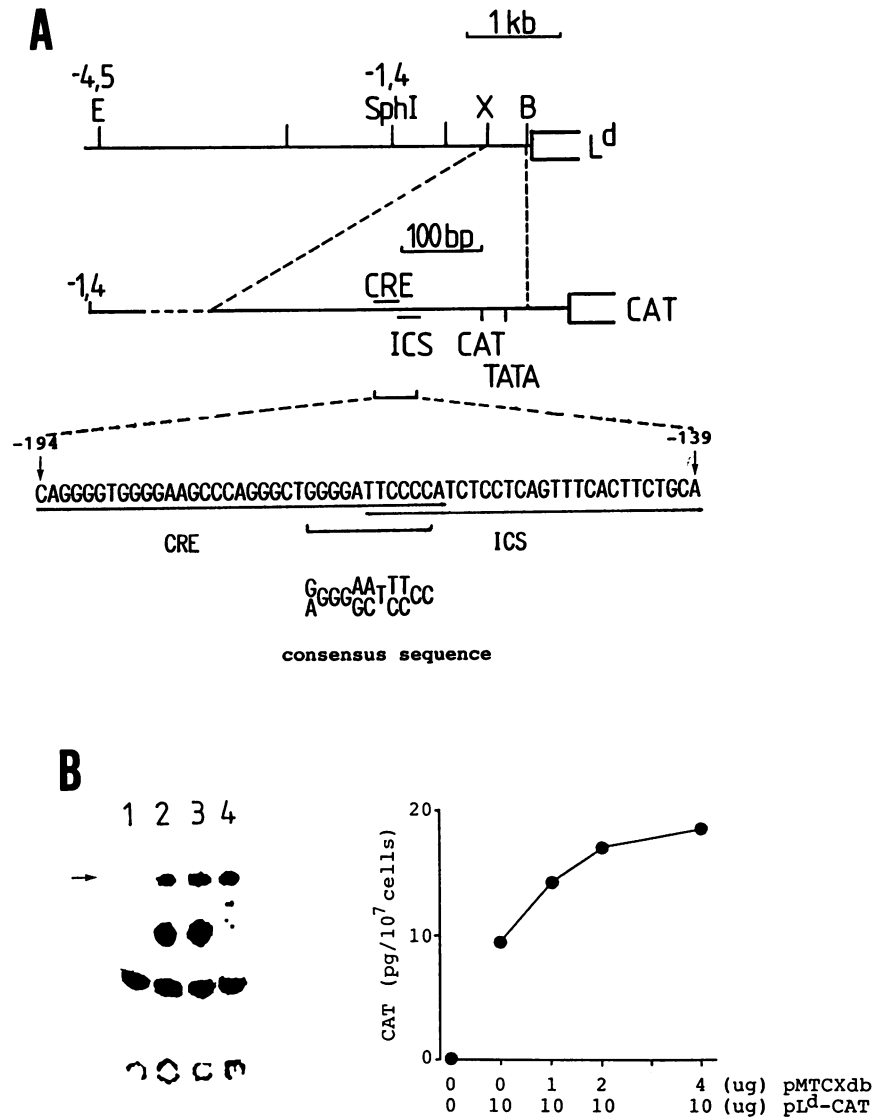 A
1 kb
-4,5
-1,4
E
SphI
X
B
L^d
100 bp
-1,4
CRE
CAT
ICS
CAT
TATA
-194
-139
CAGGGGTGGGGAAGCCCAGGGCTGGGGATTCCCCATCTCCTCAGTTTCACTTCTGCA
CRE
ICS
G AA TT
GGG T CC
A GC CC
consensus sequence
B
1 2 3 4
20
10
0
CAT (pg/10^7 cells)
0 0 1 2 4 (ug) pMTCXdb
0 10 10 10 10 (ug) pL^d-CAT